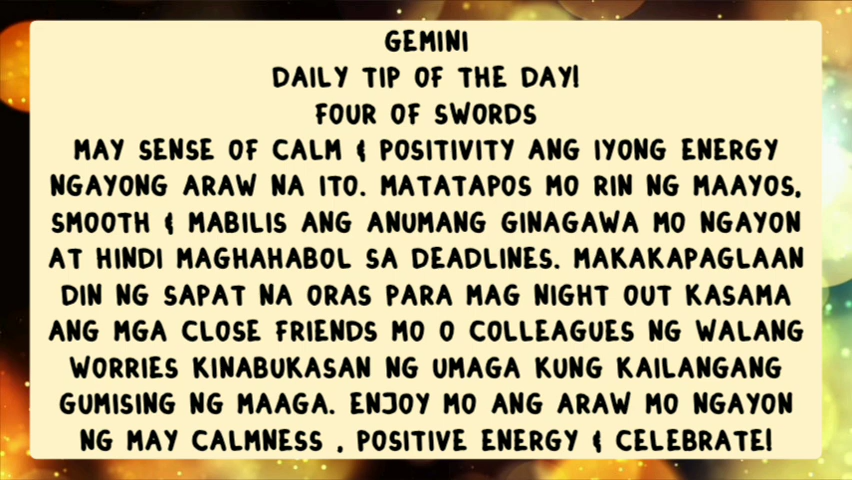 GEMINI
DAILY TIP OF THE DAY!
FOUR OF SWORDS
MAY SENSE OF CALM & POSITIVITY ANG IYONG ENERGY
NGAYONG ARAW NA ITO. MATATAPOS MO RIN NG MAAYOS,
SMOOTH & MABILIS ANG ANUMANG GINAGAWA MO NGAYON
AT HINDI MAGHAHABOL SA DEADLINES. MAKAKAPAGLAAN
DIN NG SAPAT NA ORAS PARA MAG NIGHT OUT KASAMA
ANG MGA CLOSE FRIENDS MO O COLLEAGUES NG WALANG
WORRIES KINABUKASAN NG UMAGA KUNG KAILANGANG
GUMISING NG MAAGA. ENJOY MO ANG ARAW MO NGAYON
NG MAY CALMNESS , POSITIVE ENERGY & CELEBRATE!